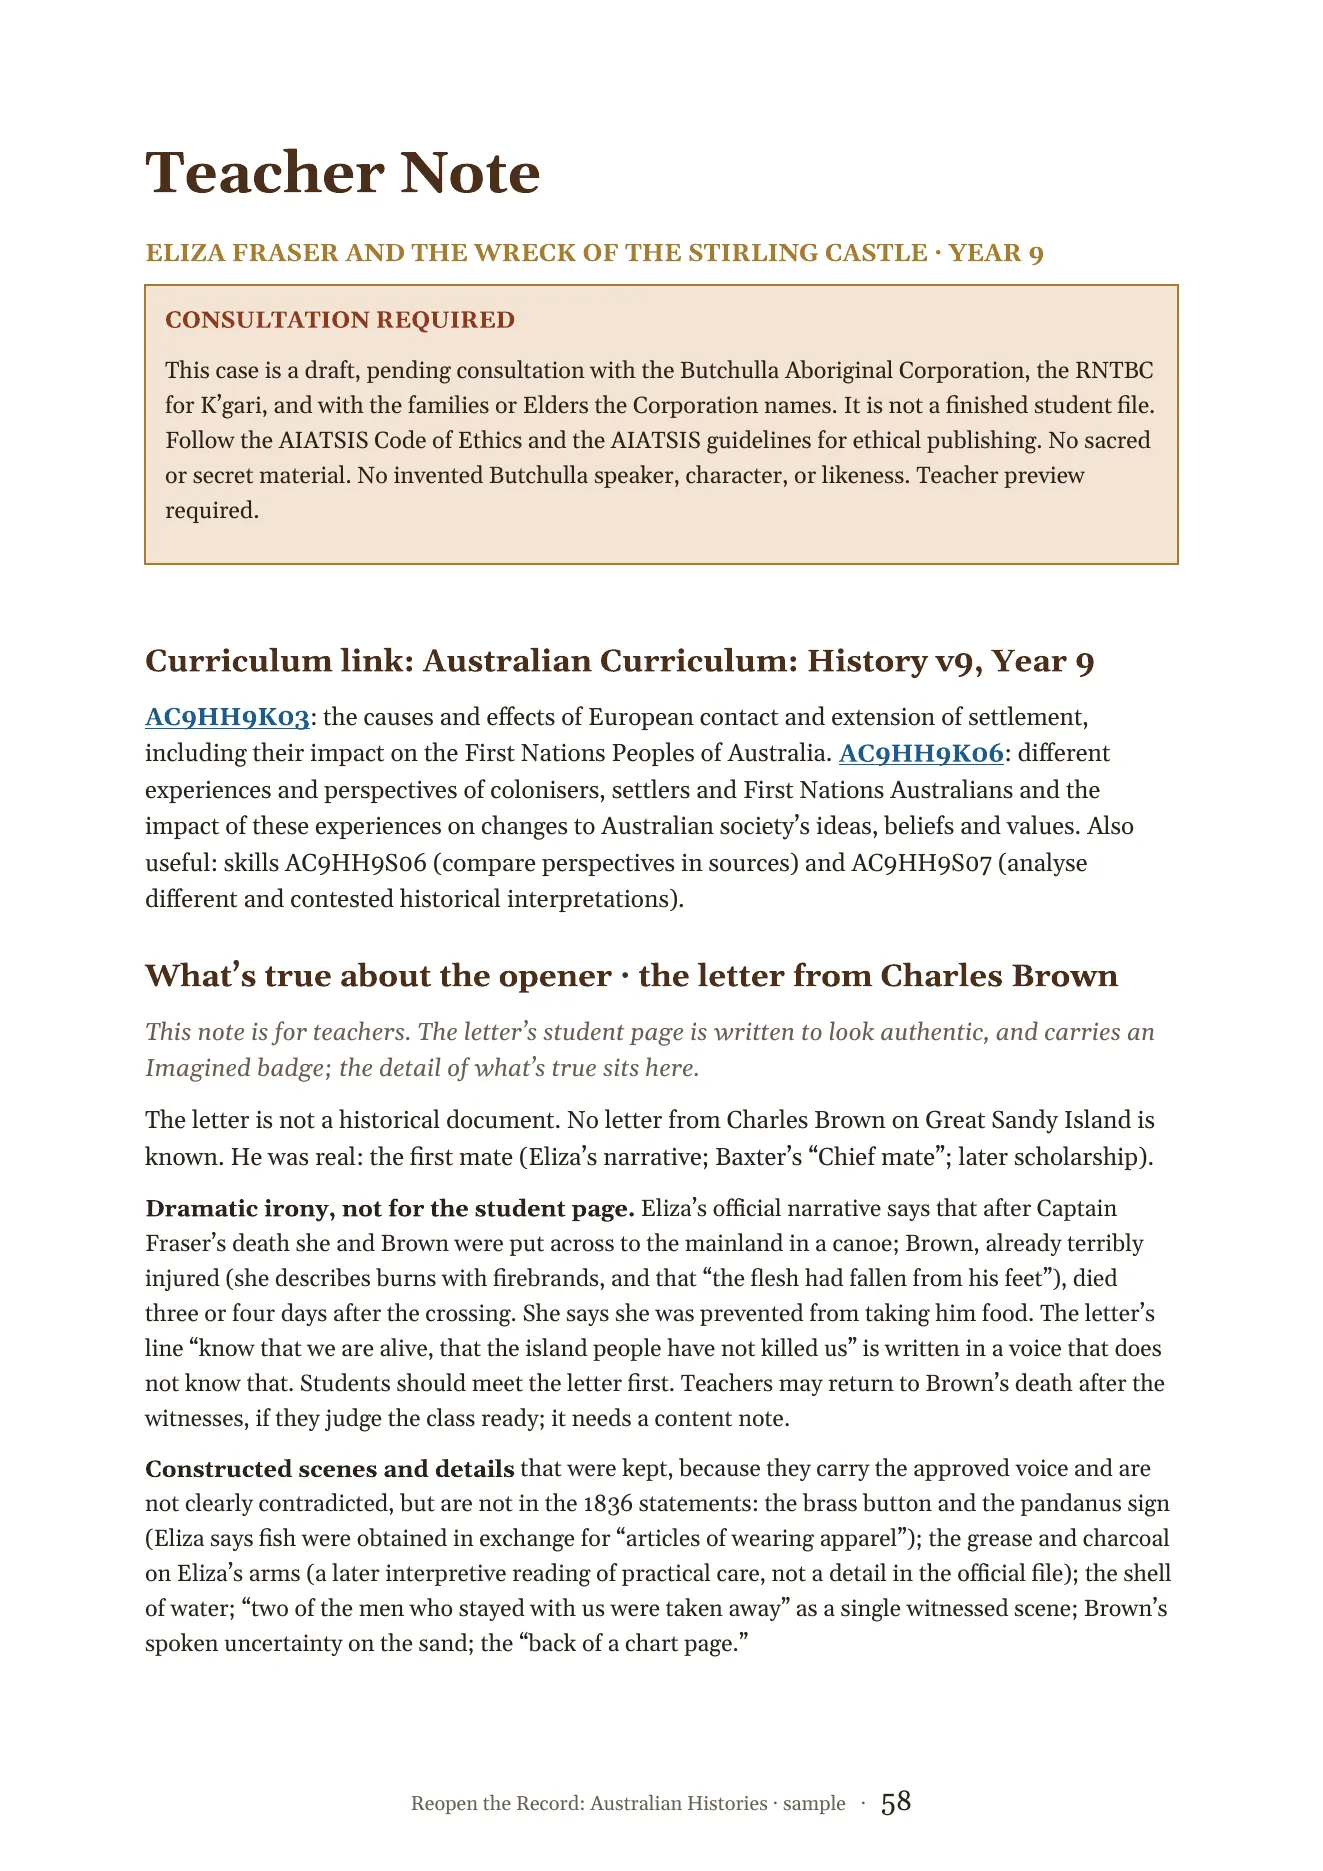 Teacher Note
ELIZA FRASER AND THE WRECK OF THE STIRLING CASTLE · YEAR 9
CONSULTATION REQUIRED
This case is a draft, pending consultation with the Butchulla Aboriginal Corporation, the RNTBC
for K’gari, and with the families or Elders the Corporation names. It is not a finished student file.
Follow the AIATSIS Code of Ethics and the AIATSIS guidelines for ethical publishing. No sacred
or secret material. No invented Butchulla speaker, character, or likeness. Teacher preview
required.
Curriculum link: Australian Curriculum: History v9, Year 9
AC9HH9K03: the causes and effects of European contact and extension of settlement,
including their impact on the First Nations Peoples of Australia. AC9HH9K06: different
experiences and perspectives of colonisers, settlers and First Nations Australians and the
impact of these experiences on changes to Australian society’s ideas, beliefs and values. Also
useful: skills AC9HH9S06 (compare perspectives in sources) and AC9HH9S07 (analyse
different and contested historical interpretations).
What’s true about the opener · the letter from Charles Brown
This note is for teachers. The letter’s student page is written to look authentic, and carries an
Imagined badge; the detail of what’s true sits here.
The letter is not a historical document. No letter from Charles Brown on Great Sandy Island is
known. He was real: the first mate (Eliza’s narrative; Baxter’s “Chief mate”; later scholarship).
Dramatic irony, not for the student page. Eliza’s official narrative says that after Captain
Fraser’s death she and Brown were put across to the mainland in a canoe; Brown, already terribly
injured (she describes burns with firebrands, and that “the flesh had fallen from his feet”), died
three or four days after the crossing. She says she was prevented from taking him food. The letter’s
line “know that we are alive, that the island people have not killed us” is written in a voice that does
not know that. Students should meet the letter first. Teachers may return to Brown’s death after the
witnesses, if they judge the class ready; it needs a content note.
Constructed scenes and details that were kept, because they carry the approved voice and are
not clearly contradicted, but are not in the 1836 statements: the brass button and the pandanus sign
(Eliza says fish were obtained in exchange for “articles of wearing apparel”); the grease and charcoal
on Eliza’s arms (a later interpretive reading of practical care, not a detail in the official file); the shell
of water; “two of the men who stayed with us were taken away” as a single witnessed scene; Brown’s
spoken uncertainty on the sand; the “back of a chart page.”
Reopen the Record: Australian Histories · sample · 58